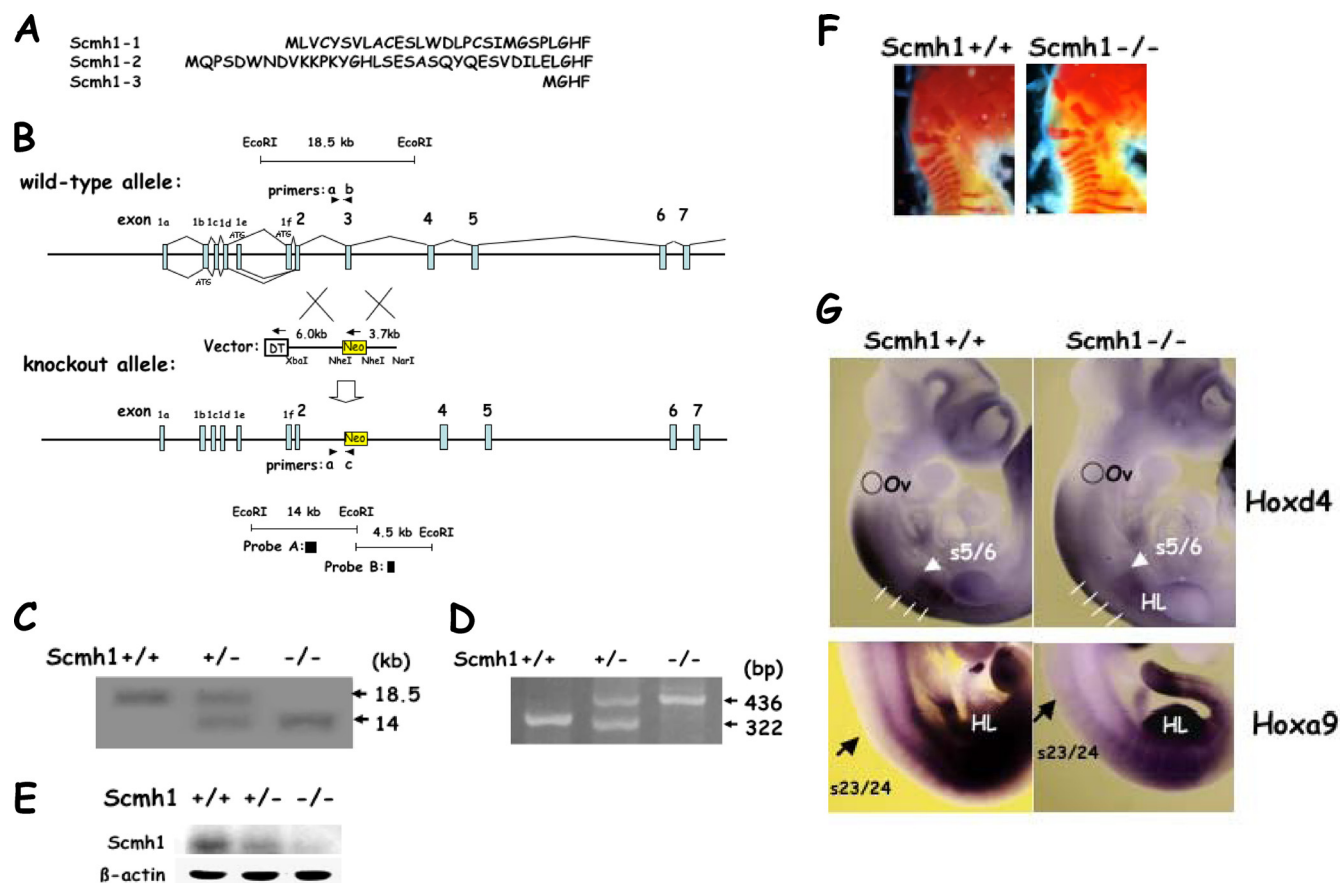 A
Scmh1-1 MLVCYSVLACESLWDLPCSIMGSPLGHF
Scmh1-2 MQPSDWNDVKKPKYGHLSESASQYQESVDILELGHF
Scmh1-3 MGHF
B
EcoRI 18.5 kb EcoRI
wild-type allele:
primers: a b
exon 1a 1b 1c 1d 1e 1f 2 3 4 5 6 7
ATG ATG
ATG
6.0kb 3.7kb
Vector: DT Neo
XbaI NheI NheI NarI
knockout allele:
exon 1a 1b 1c 1d 1e 1f 2 4 5 6 7
Neo
primers: a c
EcoRI 14 kb EcoRI
4.5 kb EcoRI
Probe A:
Probe B:
C
Scmh1+/+ +/- -/- (kb)
18.5
14
D
Scmh1+/+ +/- -/- (bp)
436
322
E
Scmh1 +/+ +/- -/-
Scmh1
β-actin
F
Scmh1+/+ Scmh1-/-
G
Scmh1+/+ Scmh1-/-
Ov Ov
Hoxd4
s5/6 s5/6
HL
HL HL
Hoxa9
s23/24 s23/24